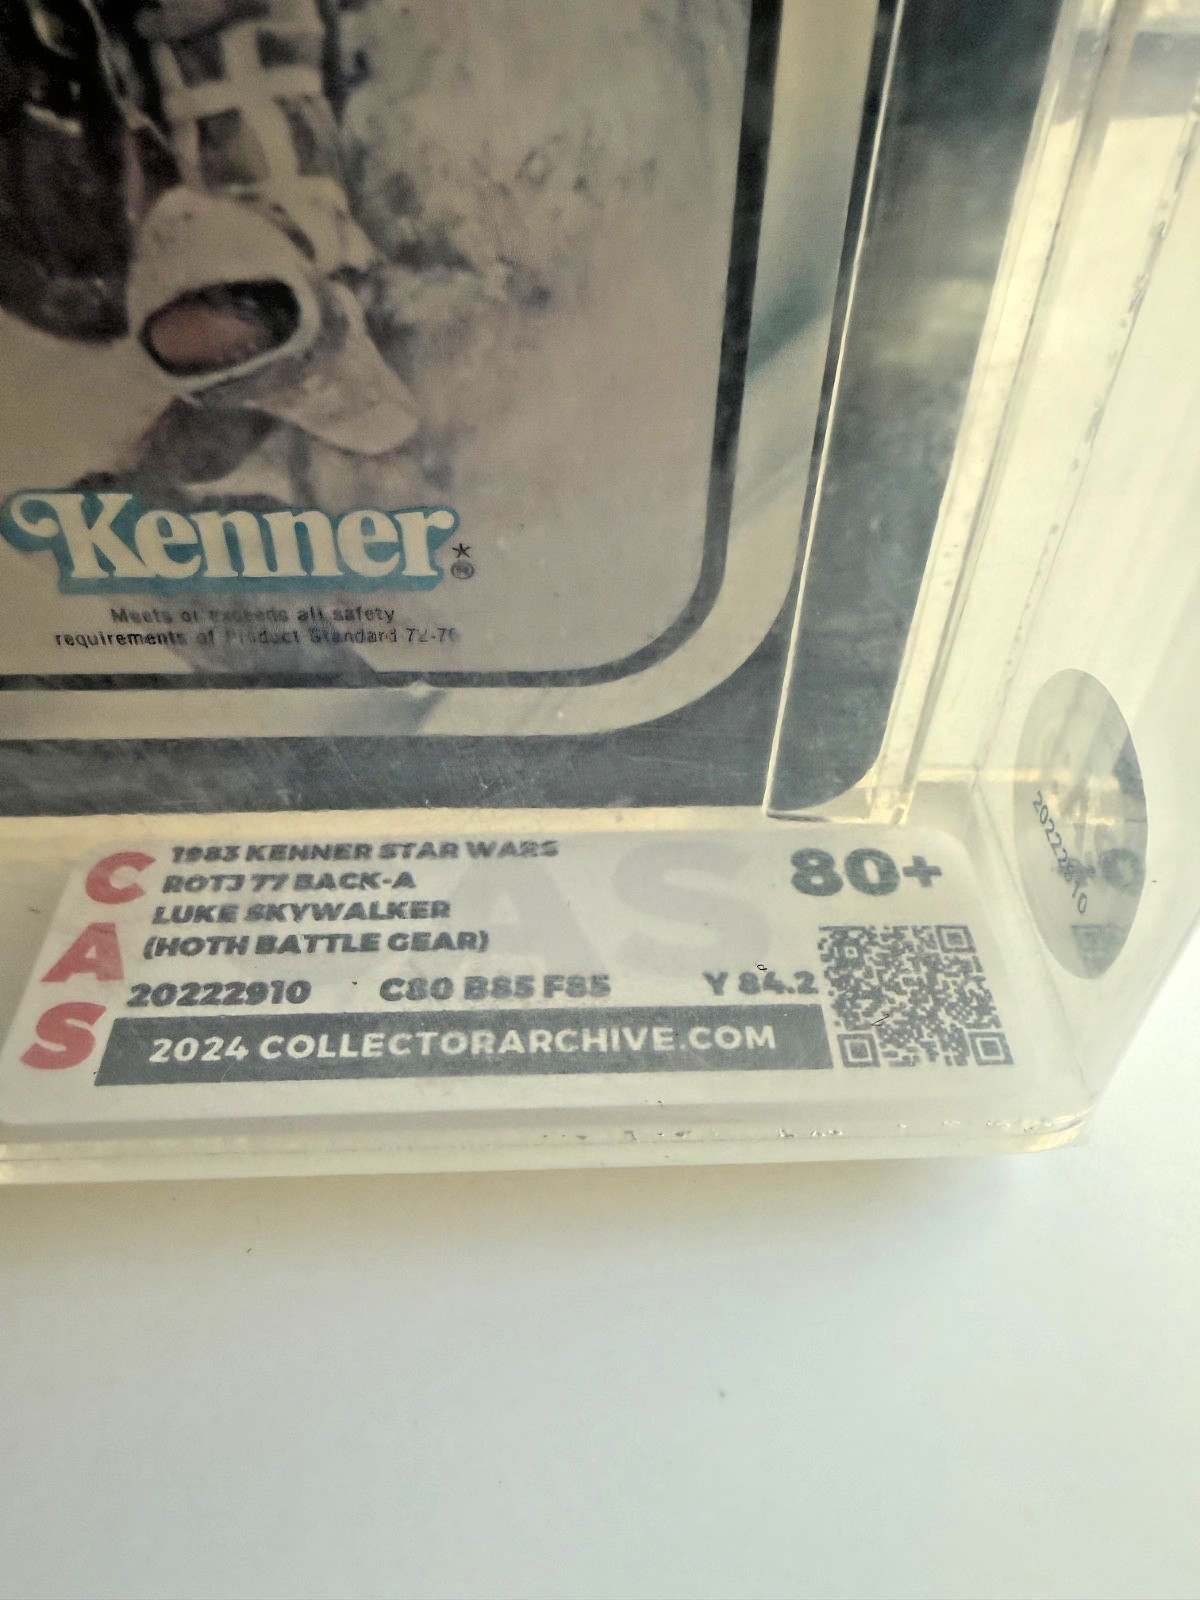 Kenner*®
Meets or exceeds all safety
requirements of Product Standard 72-76
CAS
1983 KENNER STAR WARS
ROTJ 77 BACK-A
LUKE SKYWALKER
(HOTH BATTLE GEAR)
80+
20222910 C80 B85 F85 Y 84.2
2024 COLLECTORARCHIVE.COM
20222910